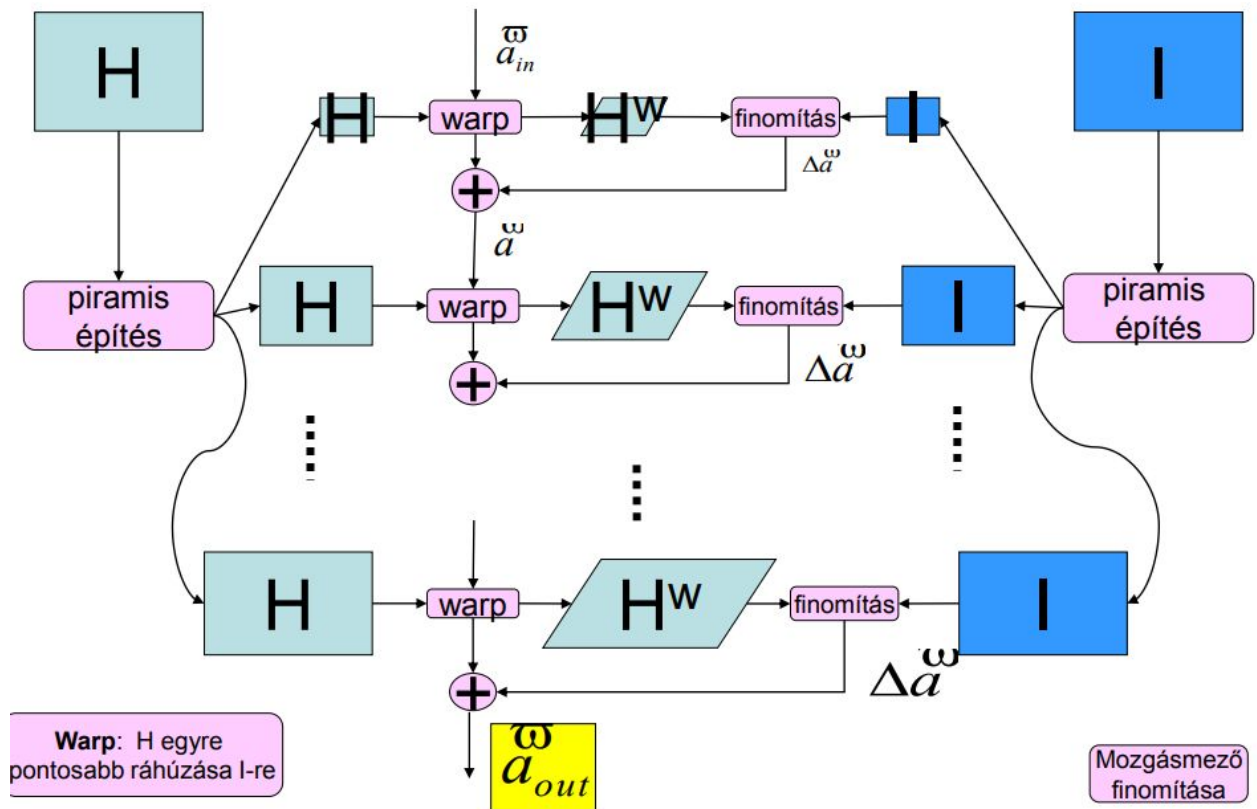 H
I
ϖ
a_in
H
warp
H^W
finomítás
I
Δa^ω
+
a^ω
piramis
építés
H
warp
H^W
finomítás
I
piramis
építés
+
Δa^ω
H
warp
H^W
finomítás
I
+
Δa^ω
Warp: H egyre
pontosabb ráhúzása I-re
ϖ
a_out
Mozgásmező
finomítása